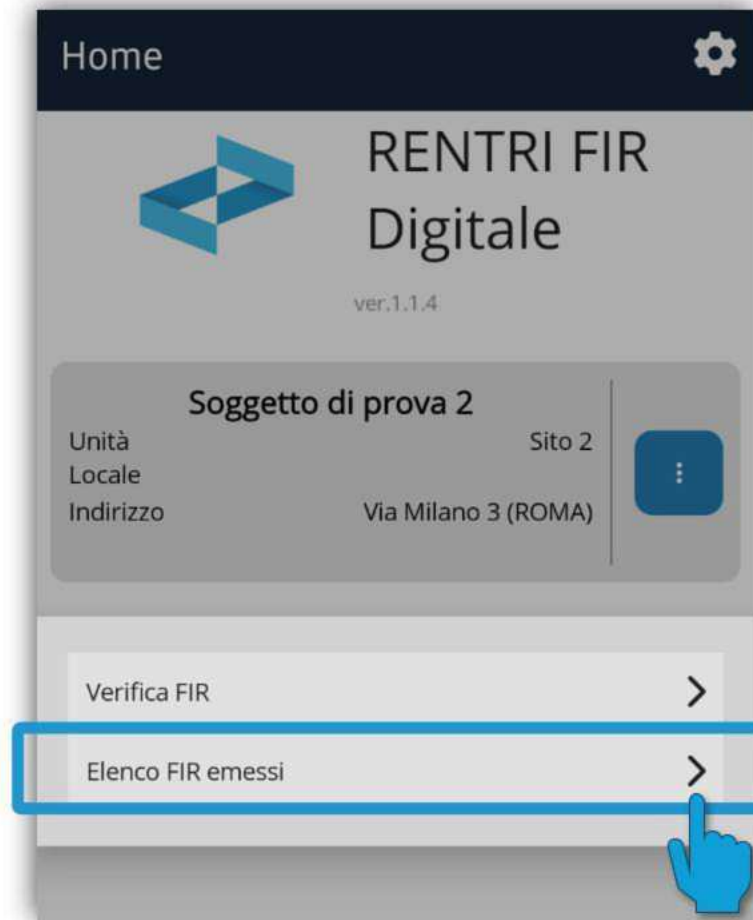 Home
RENTRI FIR
Digitale
ver.1.1.4
Soggetto di prova 2
Unità
Locale
Sito 2
Indirizzo
Via Milano 3 (ROMA)
Verifica FIR
Elenco FIR emessi